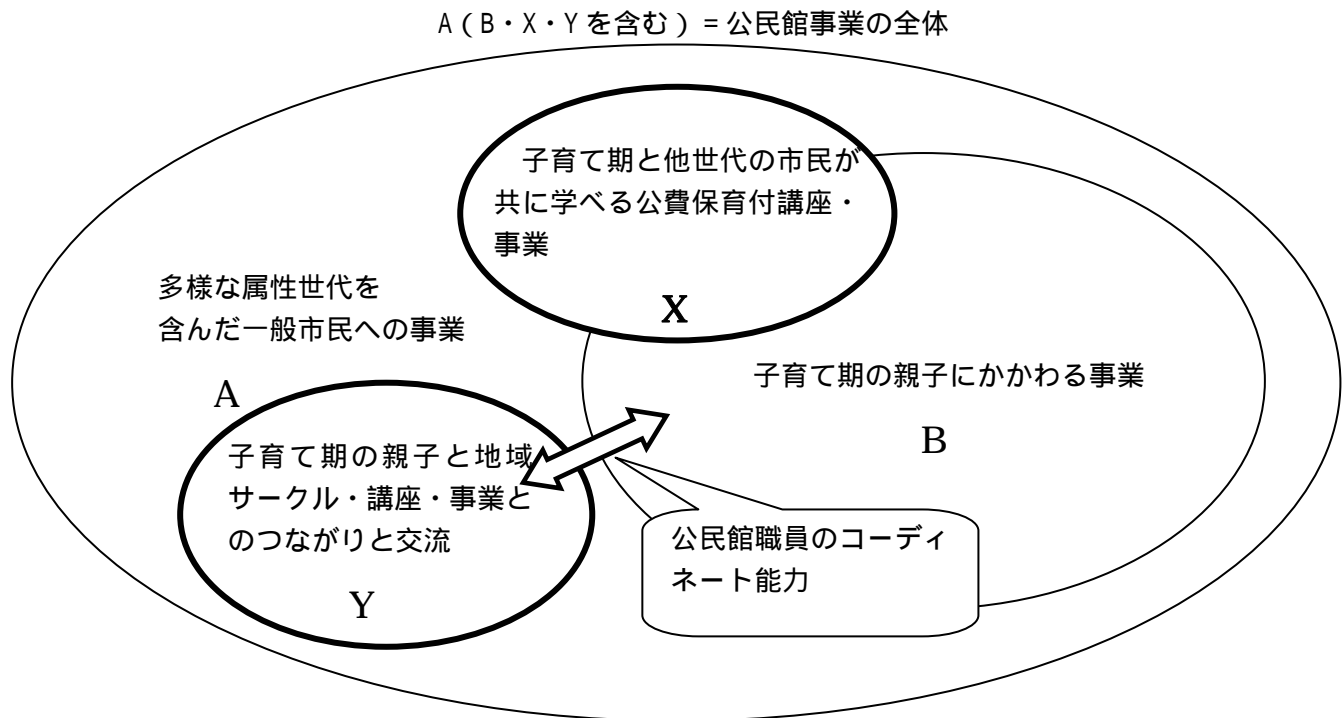 A(B・X・Yを含む)=公民館事業の全体
子育て期と他世代の市民が
共に学べる公費保育付講座・
事業
X
多様な属性世代を
含んだ一般市民への事業
A
子育て期の親子にかかわる事業
B
子育て期の親子と地域
サークル・講座・事業と
のつながりと交流
Y
公民館職員のコーディ
ネート能力